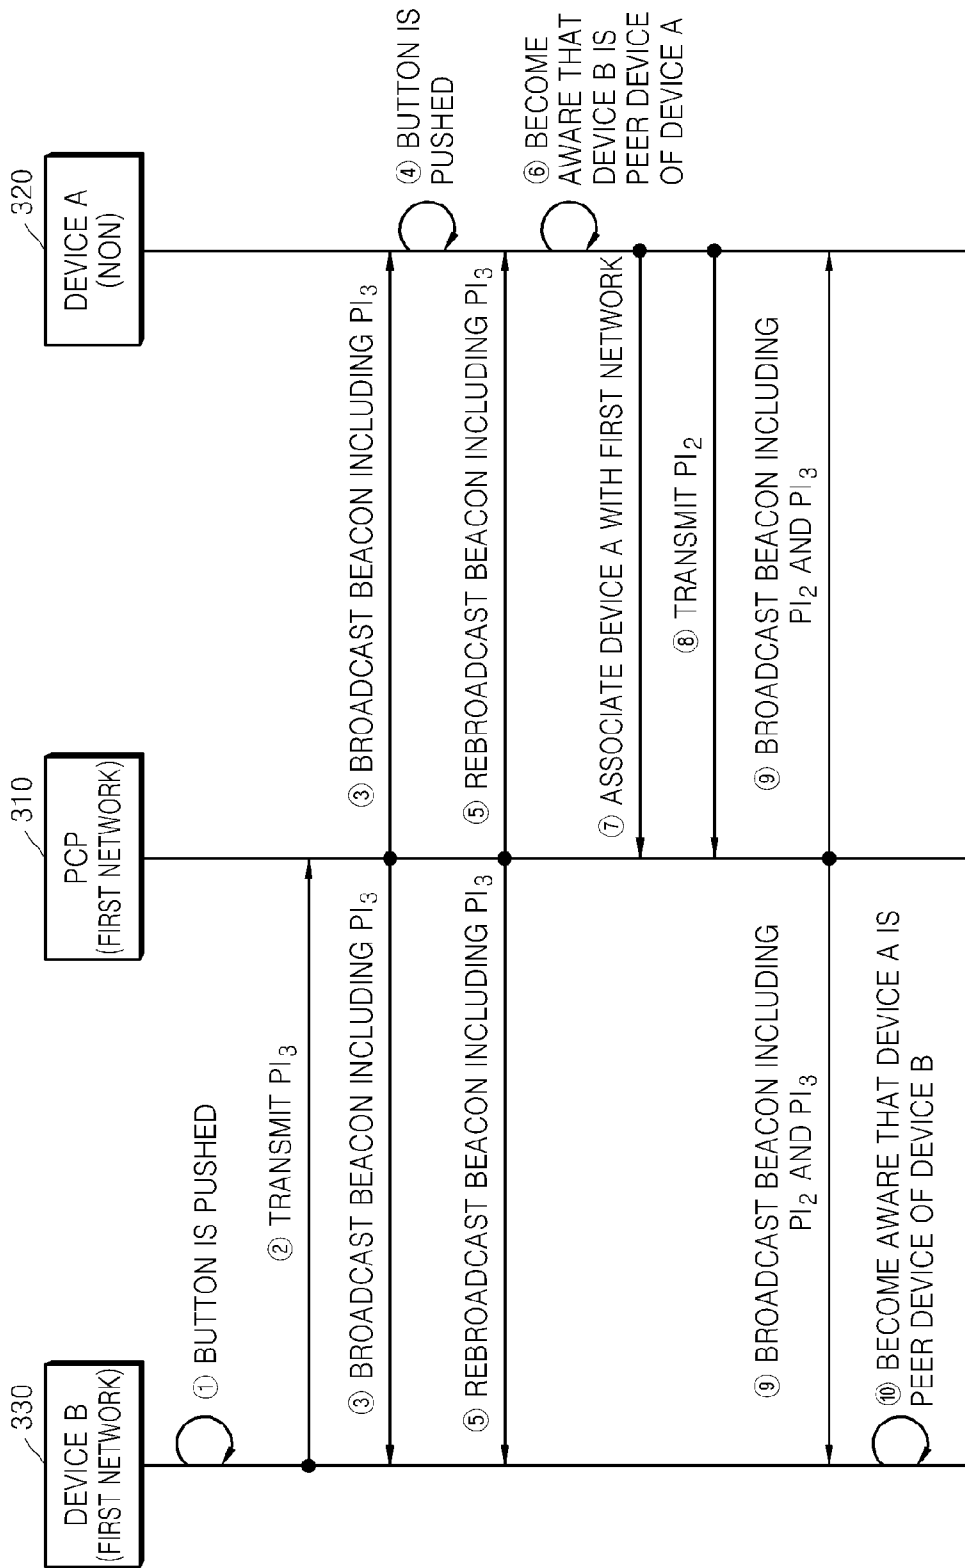 330
DEVICE B
(FIRST NETWORK)
310
PCP
(FIRST NETWORK)
320
DEVICE A
(NON)
① BUTTON IS PUSHED
② TRANSMIT PI₃
③ BROADCAST BEACON INCLUDING PI₃
③ BROADCAST BEACON INCLUDING PI₃
④ BUTTON IS
PUSHED
⑤ REBROADCAST BEACON INCLUDING PI₃
⑤ REBROADCAST BEACON INCLUDING PI₃
⑥ BECOME
AWARE THAT
DEVICE B IS
PEER DEVICE
OF DEVICE A
⑦ ASSOCIATE DEVICE A WITH FIRST NETWORK
⑧ TRANSMIT PI₂
⑨ BROADCAST BEACON INCLUDING
PI₂ AND PI₃
⑨ BROADCAST BEACON INCLUDING
PI₂ AND PI₃
⑩ BECOME AWARE THAT DEVICE A IS
PEER DEVICE OF DEVICE B